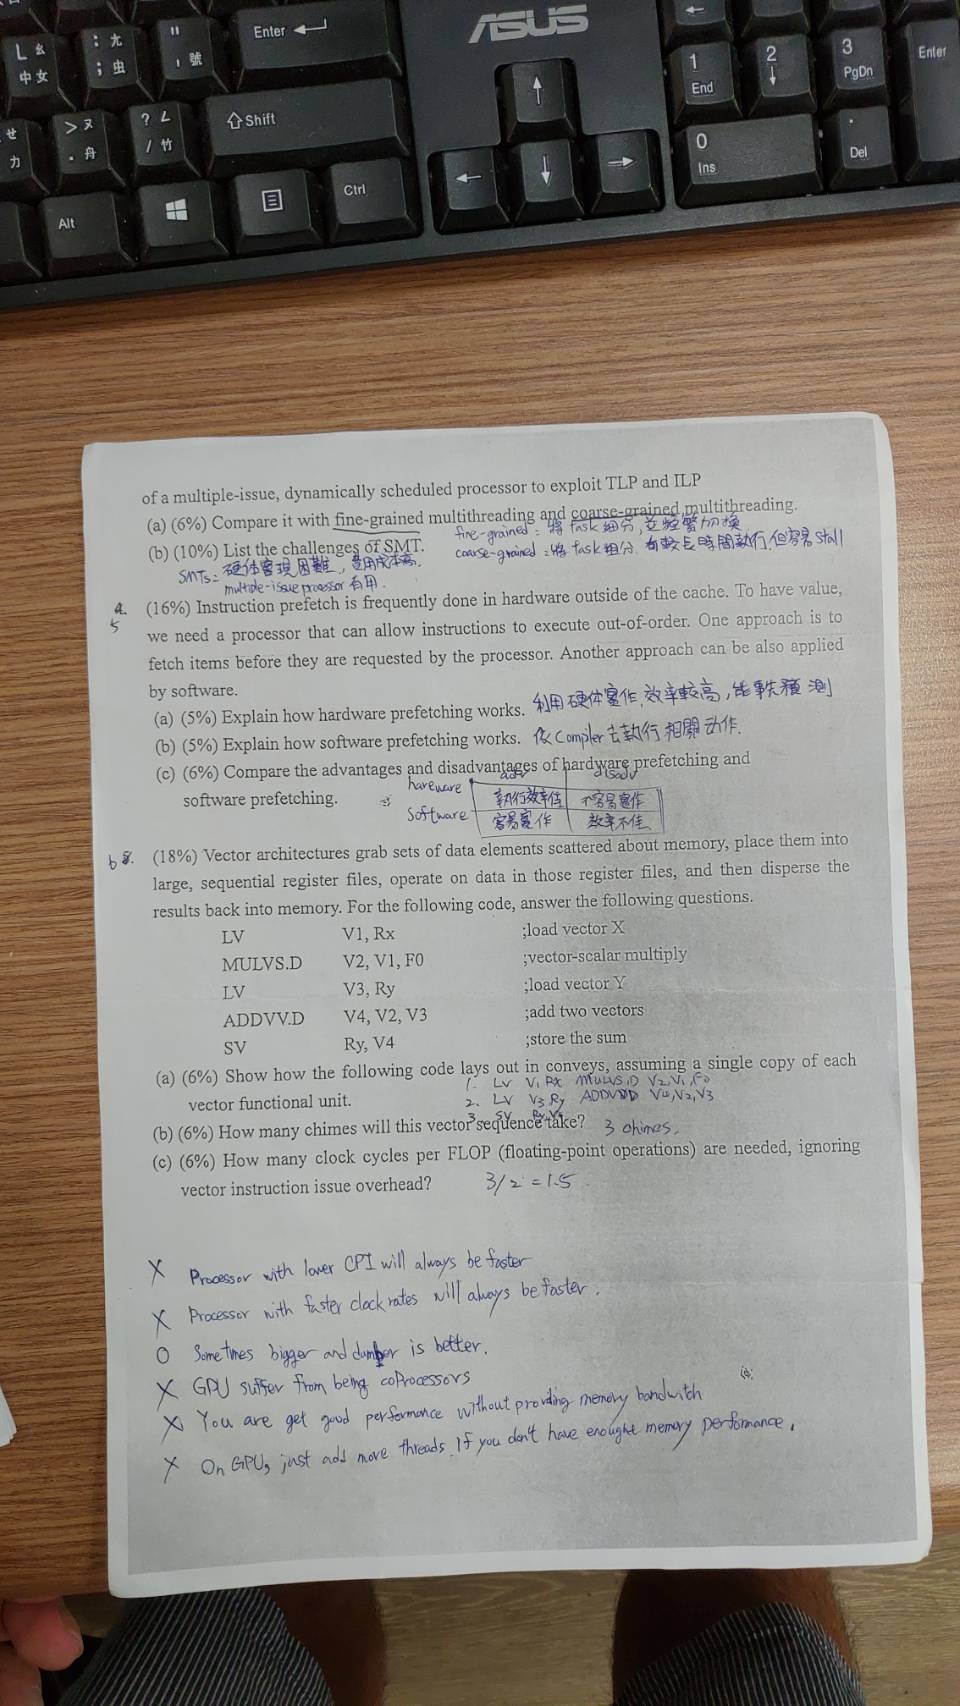 L ㄠ
中 女
: ㄤ
; 虫
"
' 號
Enter
ASUS
1
End
2
3
PgDn
Enter
ㄝ
力
> ㄡ
. 舟
? ㄥ
/ 竹
Shift
0
Ins
.
Del
Alt
Ctrl
of a multiple-issue, dynamically scheduled processor to exploit TLP and ILP
(a) (6%) Compare it with fine-grained multithreading and coarse-grained multithreading.
fine-grained: 將 task 細分, 並頻繁切換
(b) (10%) List the challenges of SMT.
coarse-grained: 將 task 粗分. 有較長時間執行,但容易 stall
SMTs: 硬体實現困難, 費用成本高.
multiple-issue processor 有用.
4.
5
(16%) Instruction prefetch is frequently done in hardware outside of the cache. To have value,
we need a processor that can allow instructions to execute out-of-order. One approach is to
fetch items before they are requested by the processor. Another approach can be also applied
by software.
(a) (5%) Explain how hardware prefetching works. 利用硬体實作,效率較高,能事先預測
(b) (5%) Explain how software prefetching works. 依 Compiler 去執行相關动作.
(c) (6%) Compare the advantages and disadvantages of hardware prefetching and
software prefetching.
adv disadv
hareware 執行效率佳 不容易實作
software 容易實作 效率不佳
6 5. (18%) Vector architectures grab sets of data elements scattered about memory, place them into
large, sequential register files, operate on data in those register files, and then disperse the
results back into memory. For the following code, answer the following questions.
LV V1, Rx ;load vector X
MULVS.D V2, V1, F0 ;vector-scalar multiply
LV V3, Ry ;load vector Y
ADDVV.D V4, V2, V3 ;add two vectors
SV Ry, V4 ;store the sum
(a) (6%) Show how the following code lays out in conveys, assuming a single copy of each
vector functional unit.
1. LV V1 Rx MULVS.D V2,V1,F0
2. LV V3 Ry ADDVV.D V4,V2,V3
3. SV Ry,V4
(b) (6%) How many chimes will this vector sequence take? 3 chimes.
(c) (6%) How many clock cycles per FLOP (floating-point operations) are needed, ignoring
vector instruction issue overhead? 3/2 = 1.5
X Processor with lower CPI will always be faster
X Processor with faster clock rates will always be faster.
O Sometimes bigger and dumber is better.
X GPU suffer from being coprocessors
X You are get good performance without providing memory bandwitch
X On GPUs just add more threads if you don't have enought memory performance.